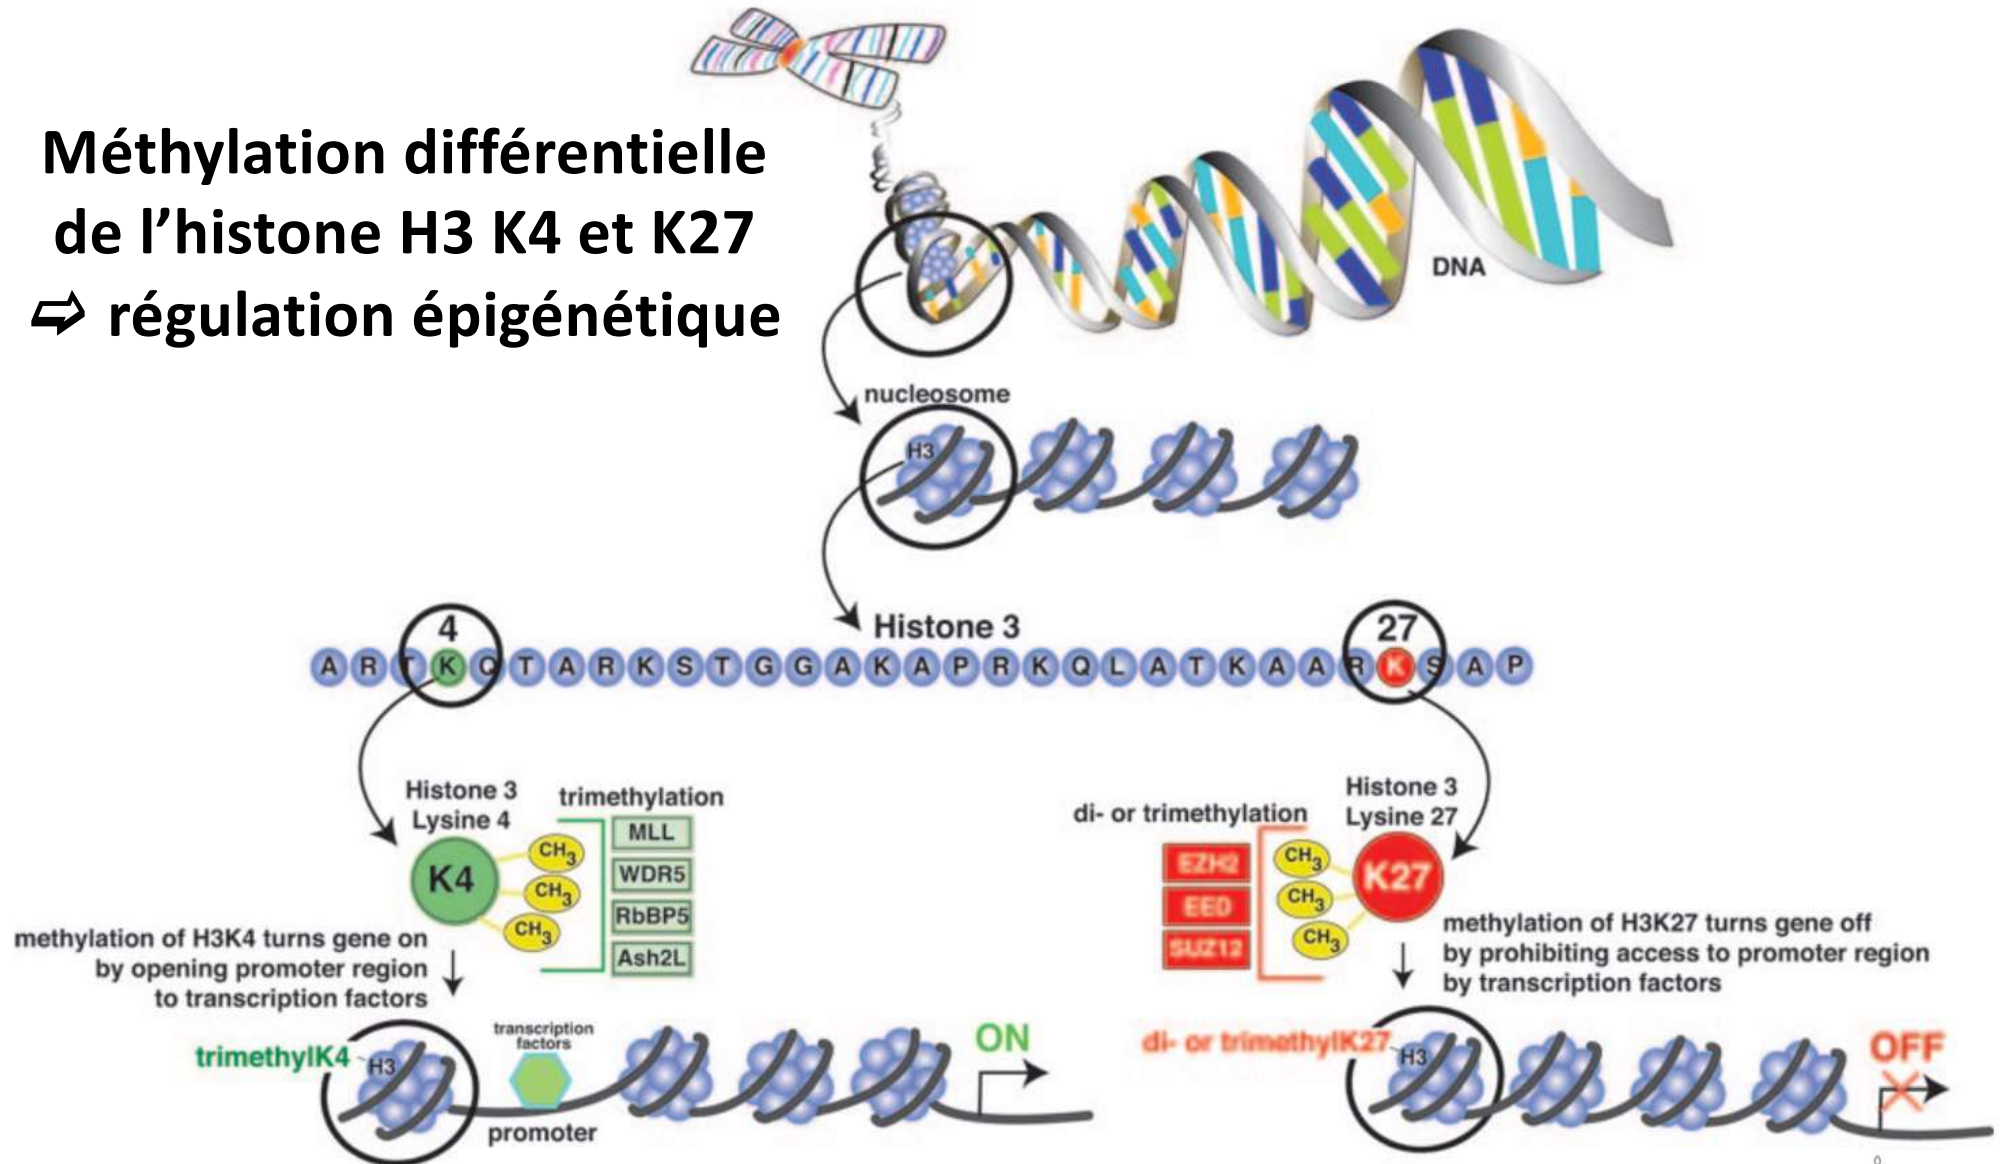 Méthylation différentielle
de l’histone H3 K4 et K27
➯ régulation épigénétique
DNA
nucleosome
H3
Histone 3
4
27
A R T K Q T A R K S T G G A K A P R K Q L A T K A A R K S A P
Histone 3
Lysine 4
trimethylation
K4
CH3
CH3
CH3
MLL
WDR5
RbBP5
Ash2L
methylation of H3K4 turns gene on
by opening promoter region
to transcription factors
trimethylK4
H3
transcription
factors
promoter
ON
di- or trimethylation
Histone 3
Lysine 27
EZH2
EED
SUZ12
CH3
CH3
CH3
K27
methylation of H3K27 turns gene off
by prohibiting access to promoter region
by transcription factors
di- or trimethylK27
H3
OFF